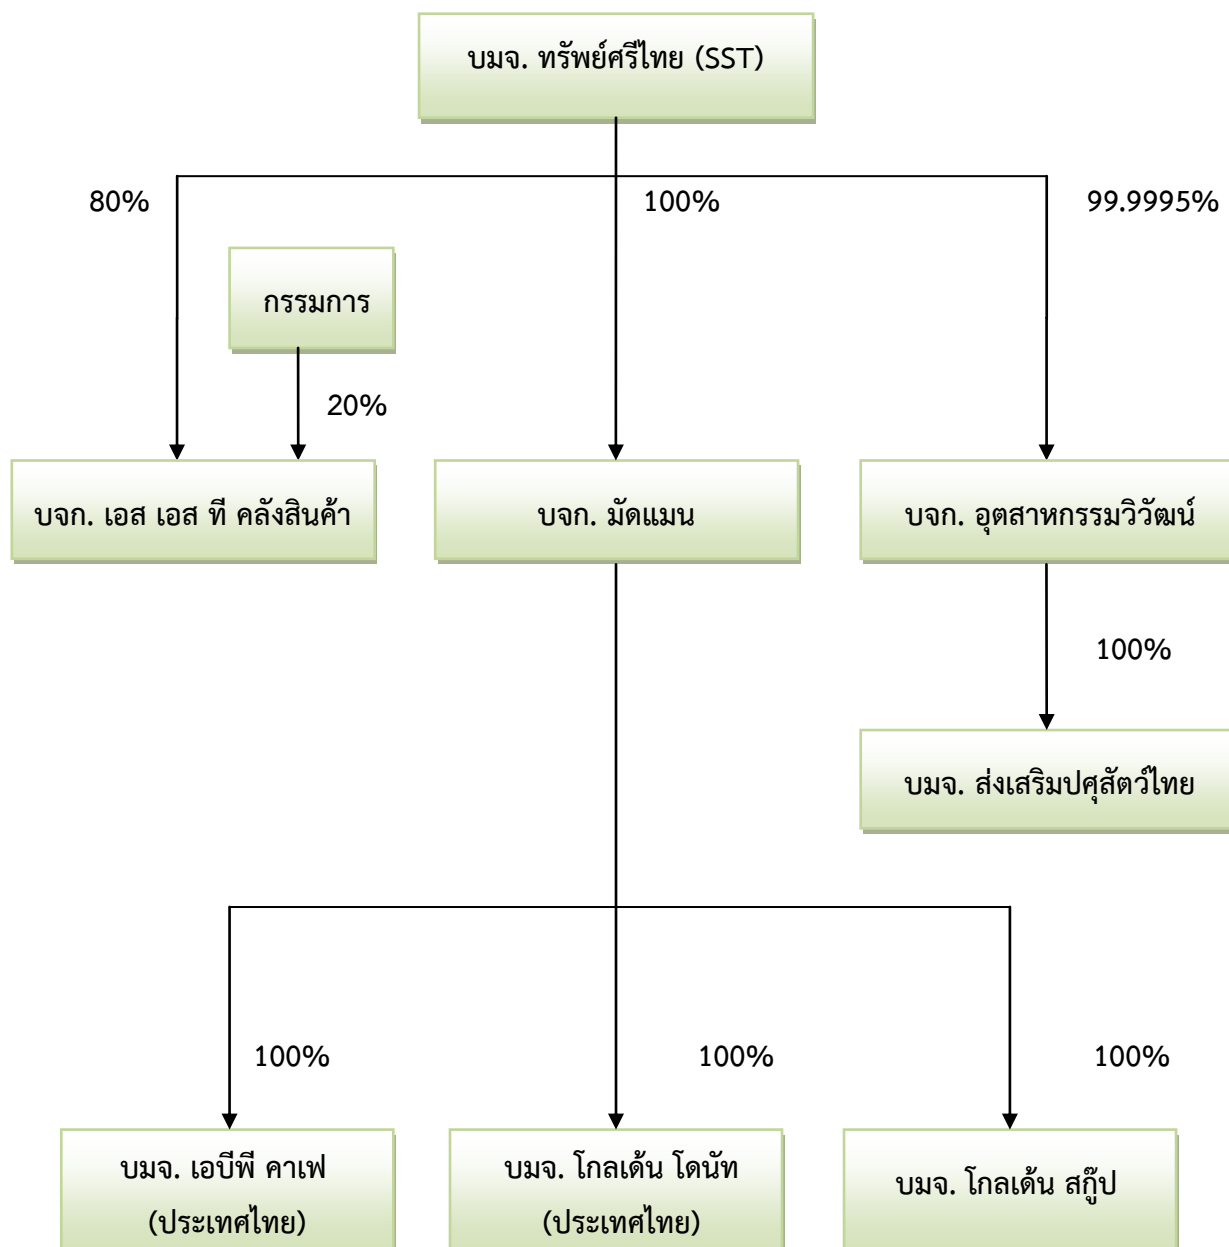 บมจ. ทรัพย์ศรีไทย (SST)
80%
100%
99.9995%
กรรมการ
20%
บจก. เอส เอส ที คลังสินค้า
บจก. มัดแมน
บจก. อุตสาหกรรมวิวัฒน์
100%
บมจ. ส่งเสริมปศุสัตว์ไทย
100%
100%
100%
บมจ. เอบีพี คาเฟ
(ประเทศไทย)
บมจ. โกลเด้น โดนัท
(ประเทศไทย)
บมจ. โกลเด้น สกู๊ป